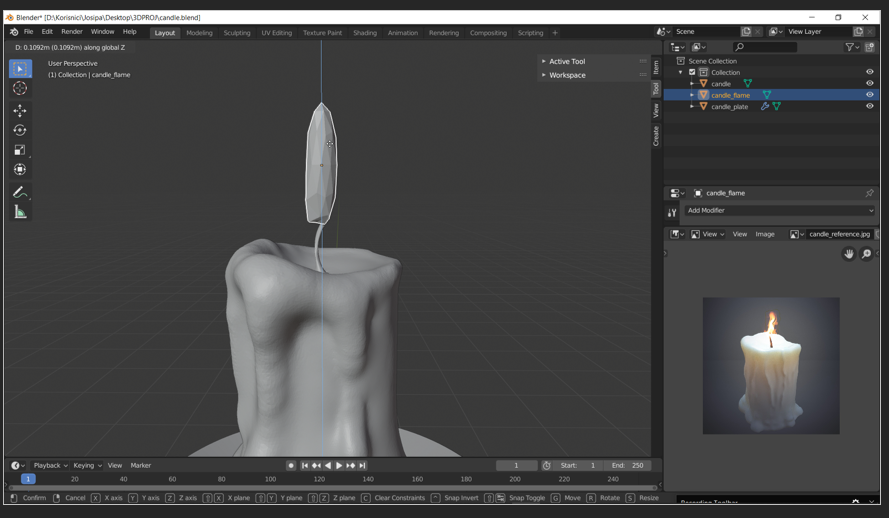 Blender* [D:\Korisnici\Josipa\Desktop\3DPROJ\candle.blend]
File Edit Render Window Help Layout Modeling Sculpting UV Editing Texture Paint Shading Animation Rendering Compositing Scripting + Scene View Layer
D: 0.1092m (0.1092m) along global Z
User Perspective
(1) Collection | candle_flame
Active Tool
Workspace
Item
Tool
View
Create
Scene Collection
Collection
candle
candle_flame
candle_plate
candle_flame
Add Modifier
View View Image candle_reference.jpg
Playback Keying View Marker 1 Start: 1 End: 250
1 20 40 60 80 100 120 140 160 180 200 220 240
Confirm Cancel X X axis Y Y axis Z Z axis X X plane Y Y plane Z Z plane C Clear Constraints Snap Invert Snap Toggle G Move R Rotate S Resize
Recording Toolbar